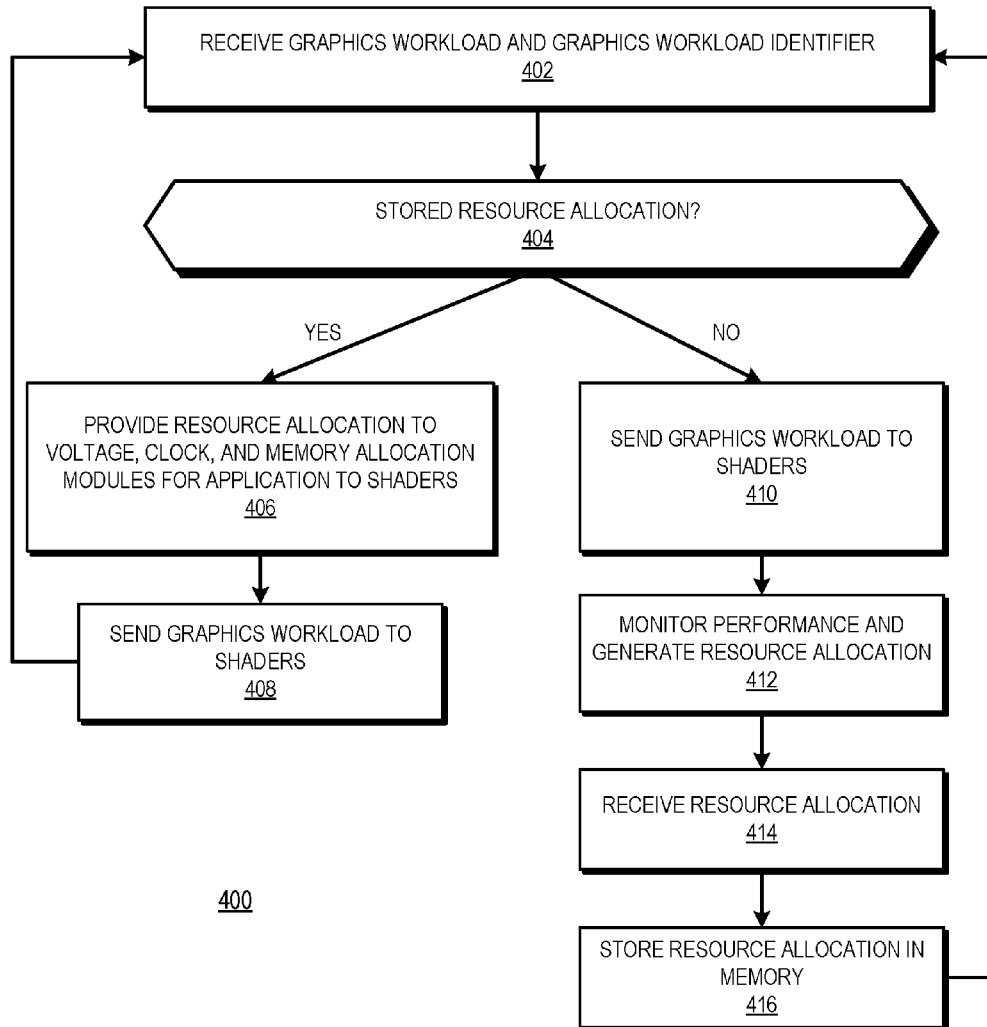 RECEIVE GRAPHICS WORKLOAD AND GRAPHICS WORKLOAD IDENTIFIER
402
STORED RESOURCE ALLOCATION?
404
YES
NO
PROVIDE RESOURCE ALLOCATION TO
VOLTAGE, CLOCK, AND MEMORY ALLOCATION
MODULES FOR APPLICATION TO SHADERS
406
SEND GRAPHICS WORKLOAD TO
SHADERS
408
SEND GRAPHICS WORKLOAD TO
SHADERS
410
MONITOR PERFORMANCE AND
GENERATE RESOURCE ALLOCATION
412
RECEIVE RESOURCE ALLOCATION
414
STORE RESOURCE ALLOCATION IN
MEMORY
416
400